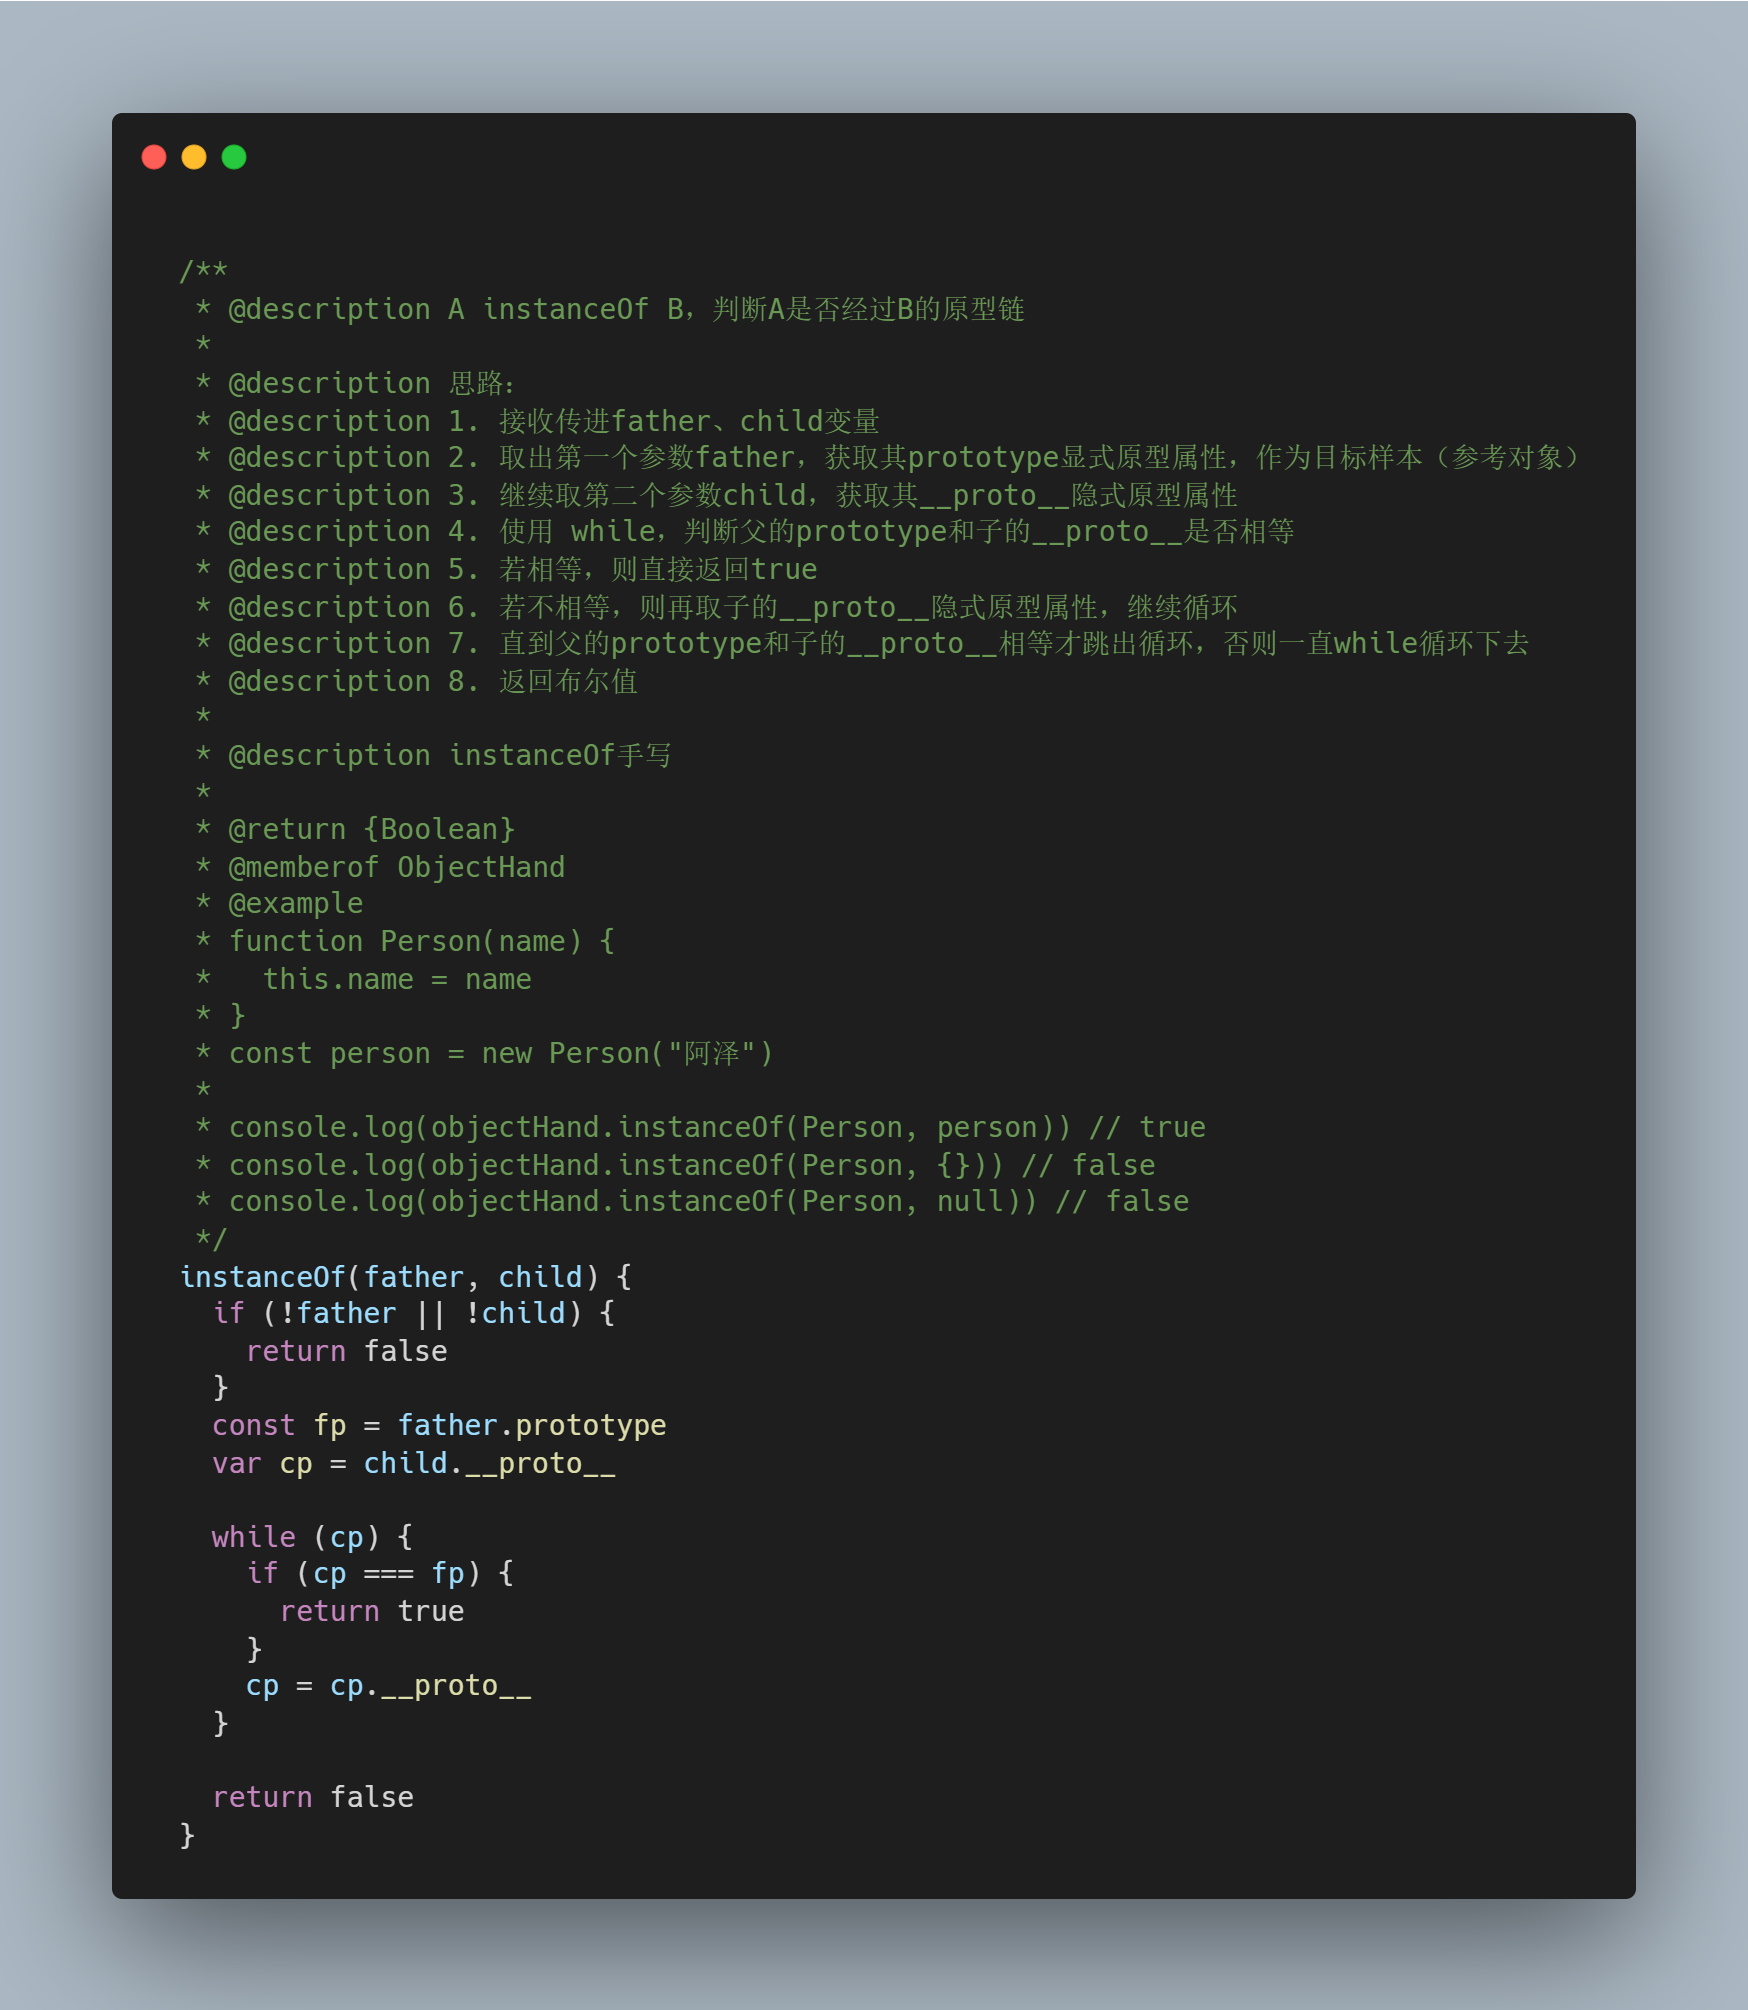 /**
 * @description A instanceOf B，判断A是否经过B的原型链
 *
 * @description 思路：
 * @description 1. 接收传进father、child变量
 * @description 2. 取出第一个参数father，获取其prototype显式原型属性，作为目标样本（参考对象）
 * @description 3. 继续取第二个参数child，获取其__proto__隐式原型属性
 * @description 4. 使用 while，判断父的prototype和子的__proto__是否相等
 * @description 5. 若相等，则直接返回true
 * @description 6. 若不相等，则再取子的__proto__隐式原型属性，继续循环
 * @description 7. 直到父的prototype和子的__proto__相等才跳出循环，否则一直while循环下去
 * @description 8. 返回布尔值
 *
 * @description instanceOf手写
 *
 * @return {Boolean}
 * @memberof ObjectHand
 * @example
 * function Person(name) {
 *   this.name = name
 * }
 * const person = new Person("阿泽")
 *
 * console.log(objectHand.instanceOf(Person, person)) // true
 * console.log(objectHand.instanceOf(Person, {})) // false
 * console.log(objectHand.instanceOf(Person, null)) // false
 */
instanceOf(father, child) {
  if (!father || !child) {
    return false
  }
  const fp = father.prototype
  var cp = child.__proto__

  while (cp) {
    if (cp === fp) {
      return true
    }
    cp = cp.__proto__
  }

  return false
}